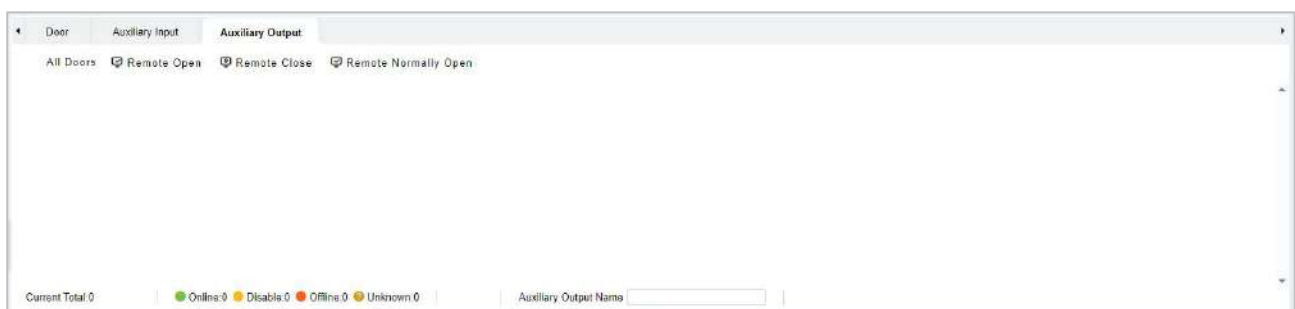 Door Auxiliary Input Auxiliary Output
All Doors Remote Open Remote Close Remote Normally Open
Current Total:0 Online:0 Disable:0 Offline:0 ? Unknown:0 Auxiliary Output Name